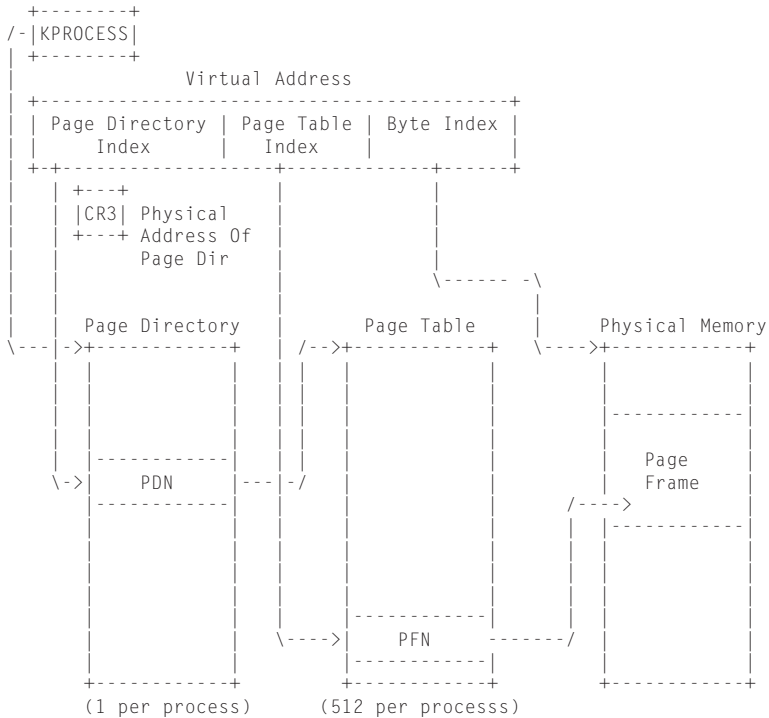 KPROCESS
Virtual Address
Page Directory Index
Page Table Index
Byte Index
CR3
Physical Address Of Page Dir
Page Directory
Page Table
Physical Memory
PDN
Page Frame
PFN
(1 per process)
(512 per processs)